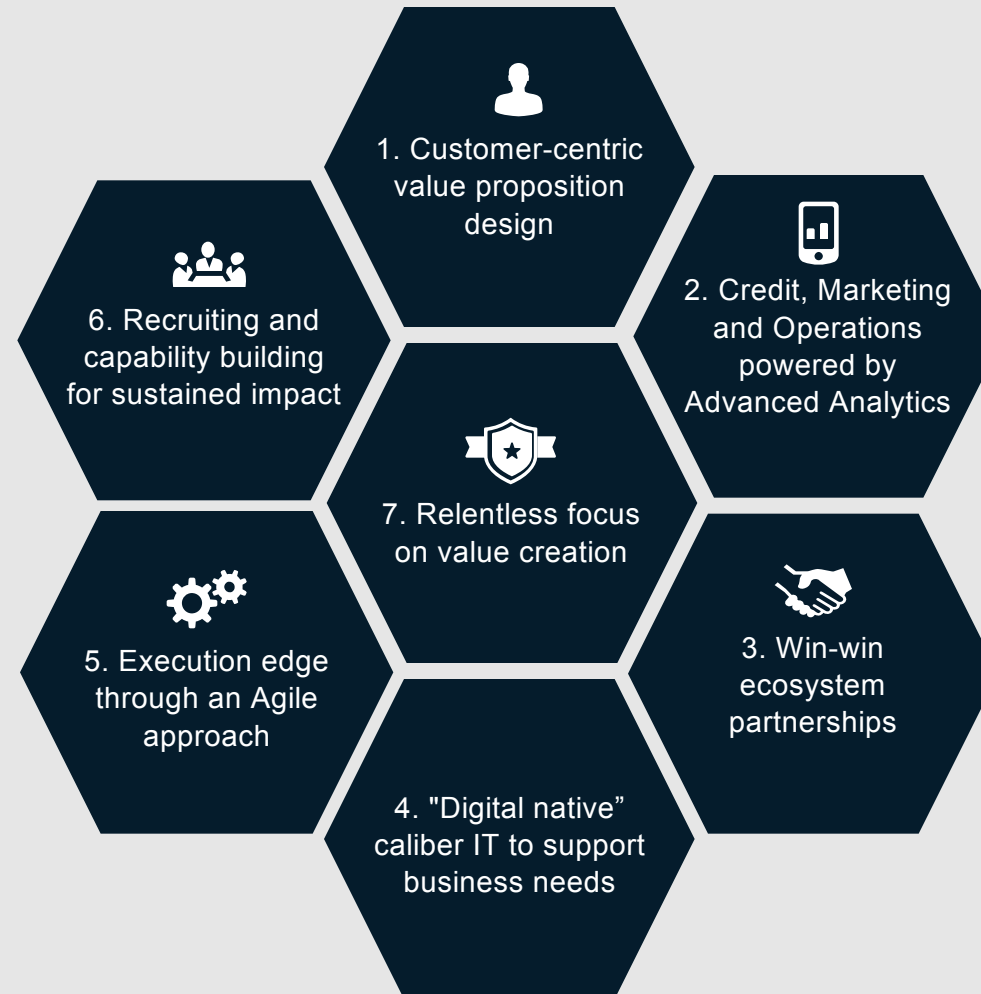 1. Customer-centric
value proposition
design
2. Credit, Marketing
and Operations
powered by
Advanced Analytics
3. Win-win
ecosystem
partnerships
4. "Digital native”
caliber IT to support
business needs
5. Execution edge
through an Agile
approach
6. Recruiting and
capability building
for sustained impact
7. Relentless focus
on value creation